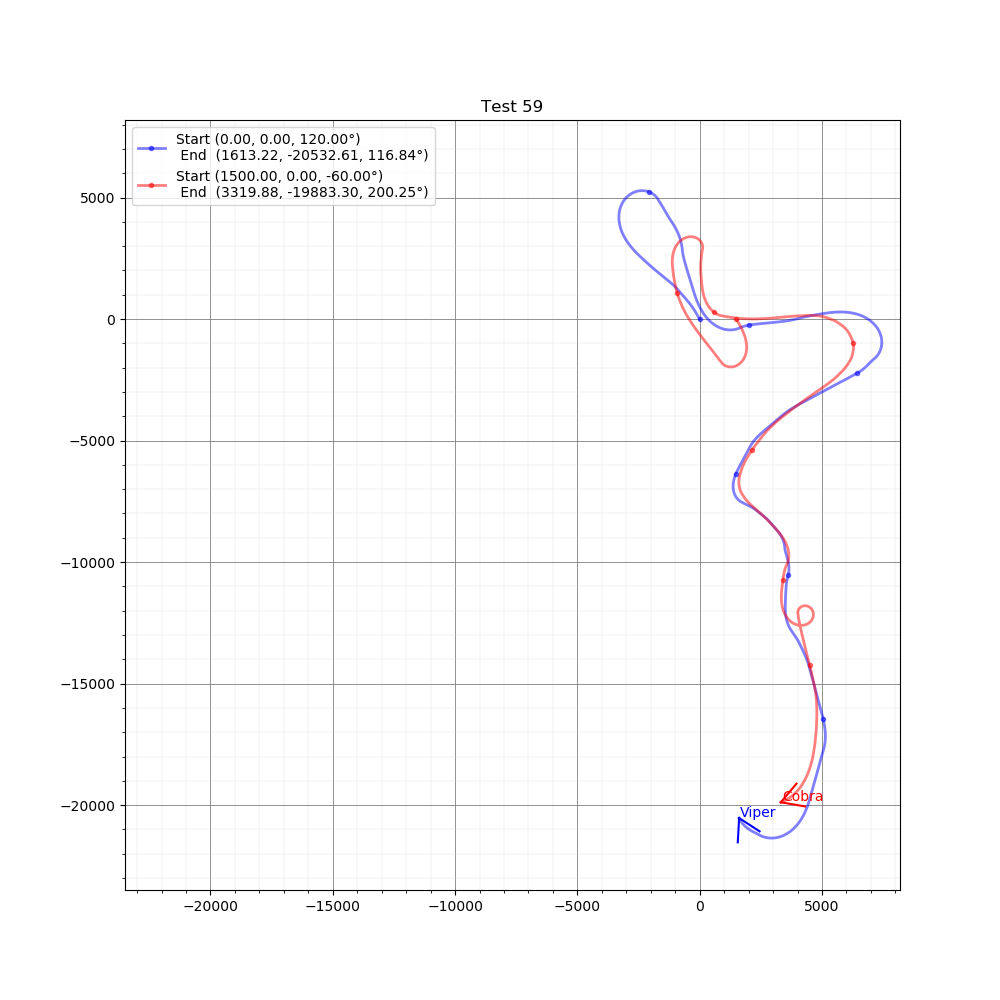 Test 59
Start (0.00, 0.00, 120.00°)
End (1613.22, -20532.61, 116.84°)
Start (1500.00, 0.00, -60.00°)
End (3319.88, -19883.30, 200.25°)
5000
0
−5000
−10000
−15000
−20000
Cobra
Viper
−20000 −15000 −10000 −5000 0 5000